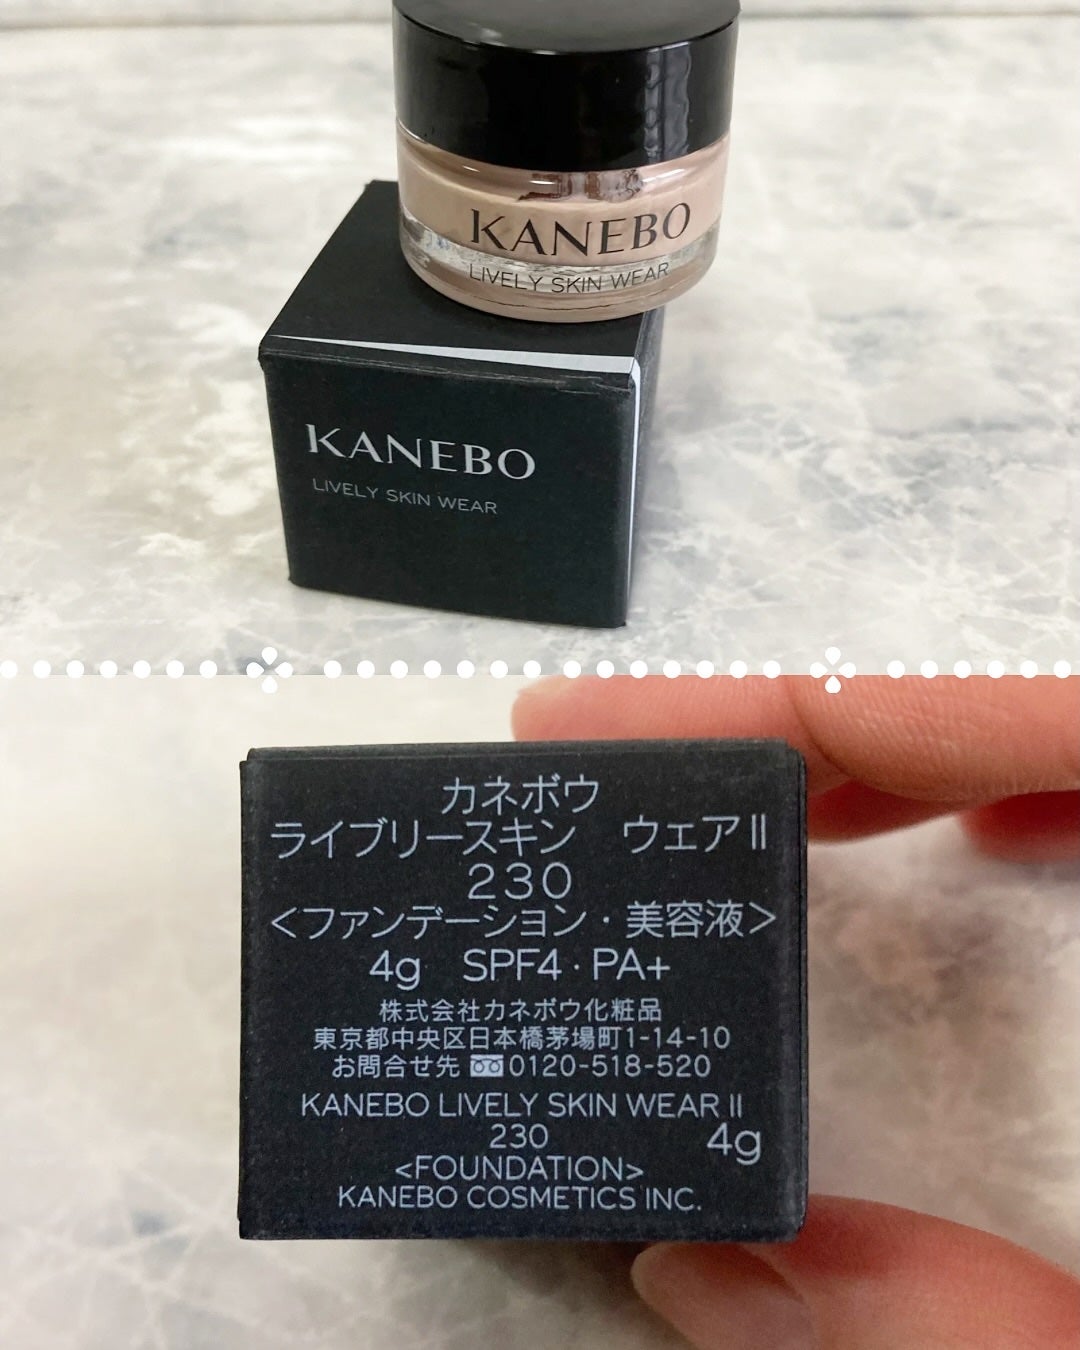 KANEBO
LIVELY SKIN WEAR
KANEBO
LIVELY SKIN WEAR
カネボウ
ライブリースキン　ウェアⅡ
230
<ファンデーション・美容液>
4g　SPF4・PA+
株式会社カネボウ化粧品
東京都中央区日本橋茅場町1-14-10
お問合せ先 0120-518-520
KANEBO LIVELY SKIN WEAR II
230
4g
<FOUNDATION>
KANEBO COSMETICS INC.